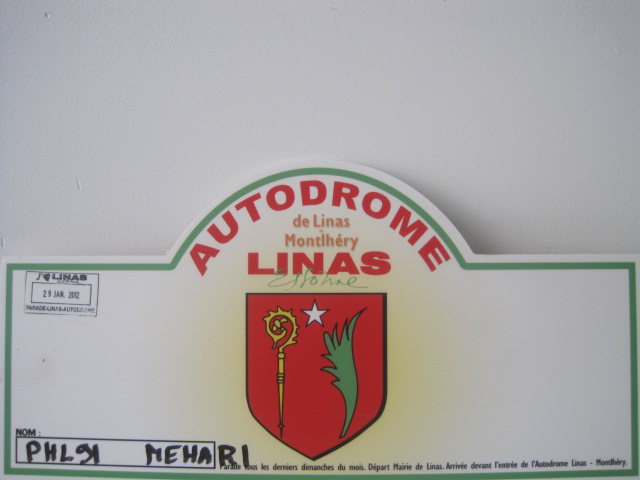 AUTODROME
de Linas
-
Montlhéry
LINAS
Essonne
J'♥ LINAS
29 JAN. 2012
PARADE-LINAS-AUTODROME
NOM :
PHL91 MEHARI
Parade tous les derniers dimanches du mois. Départ Mairie de Linas. Arrivée devant l'entrée de l'Autodrome Linas - Montlhéry.